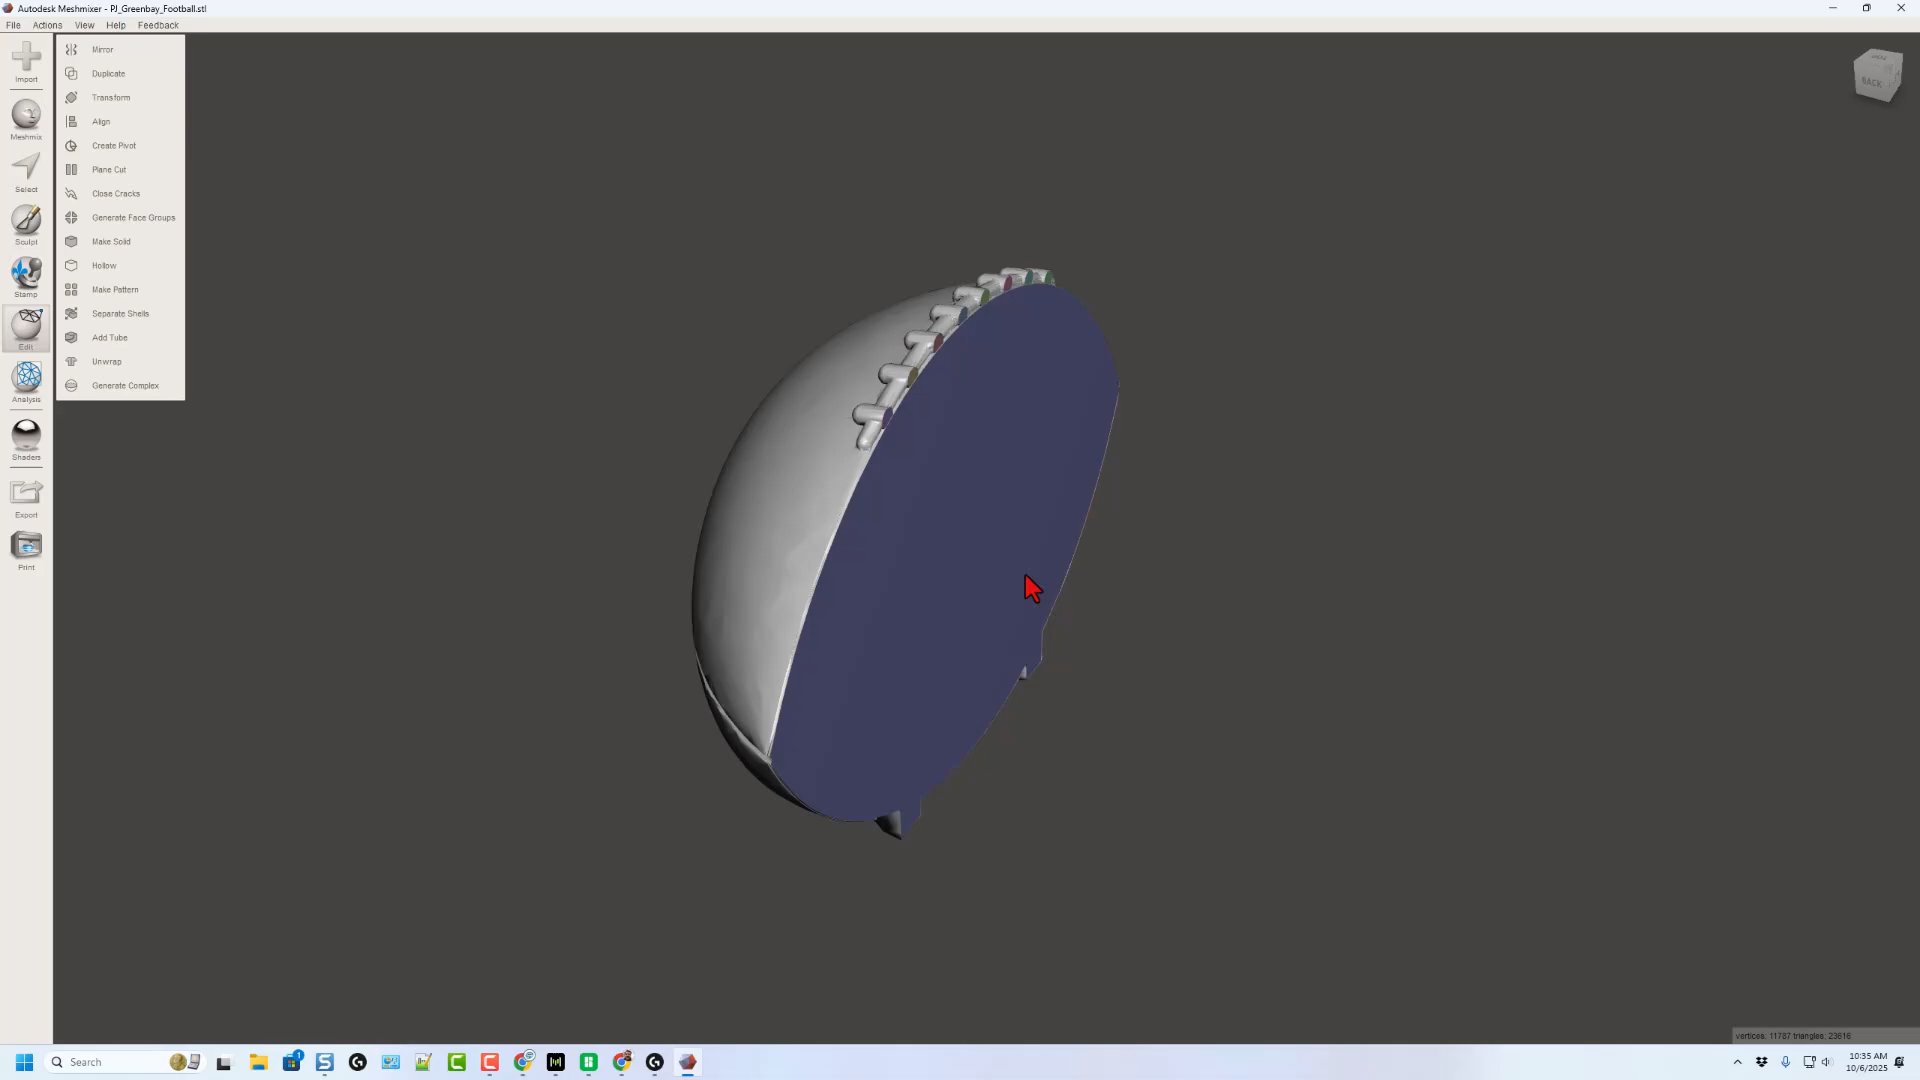 Autodesk Meshmixer - PJ_Greenbay_Football.stl
File Actions View Help Feedback
Import
Meshmix
Select
Sculpt
Stamp
Edit
Analysis
Shaders
Export
Print
Mirror
Duplicate
Transform
Align
Create Pivot
Plane Cut
Close Cracks
Generate Face Groups
Make Solid
Hollow
Make Pattern
Separate Shells
Add Tube
Unwrap
Generate Complex
BACK
vertices: 11787 triangles: 23616
Search
1
10:35 AM
10/6/2025